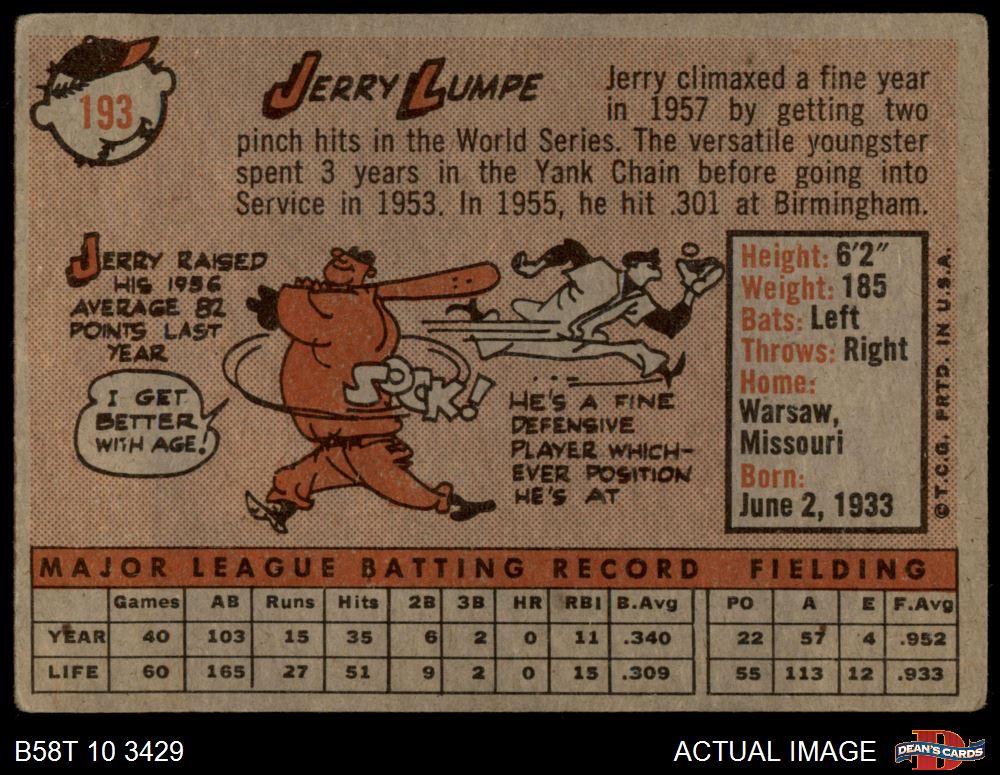 193
JERRY LUMPE
Jerry climaxed a fine year
in 1957 by getting two
pinch hits in the World Series. The versatile youngster
spent 3 years in the Yank Chain before going into
Service in 1953. In 1955, he hit .301 at Birmingham.
JERRY RAISED
HIS 1956
AVERAGE 82
POINTS LAST
YEAR
I GET
BETTER
WITH AGE!
SOCK!
HE'S A FINE
DEFENSIVE
PLAYER WHICH-
EVER POSITION
HE'S AT
Height: 6'2"
Weight: 185
Bats: Left
Throws: Right
Home:
Warsaw,
Missouri
Born:
June 2, 1933
© T.C.G. PRTD. IN U.S.A.
MAJOR LEAGUE BATTING RECORD FIELDING
Games AB Runs Hits 2B 3B HR RBI B.Avg PO A E F.Avg
YEAR 40 103 15 35 6 2 0 11 .340 22 57 4 .952
LIFE 60 165 27 51 9 2 0 15 .309 55 113 12 .933
B58T 10 3429
ACTUAL IMAGE
DEAN'S CARDS